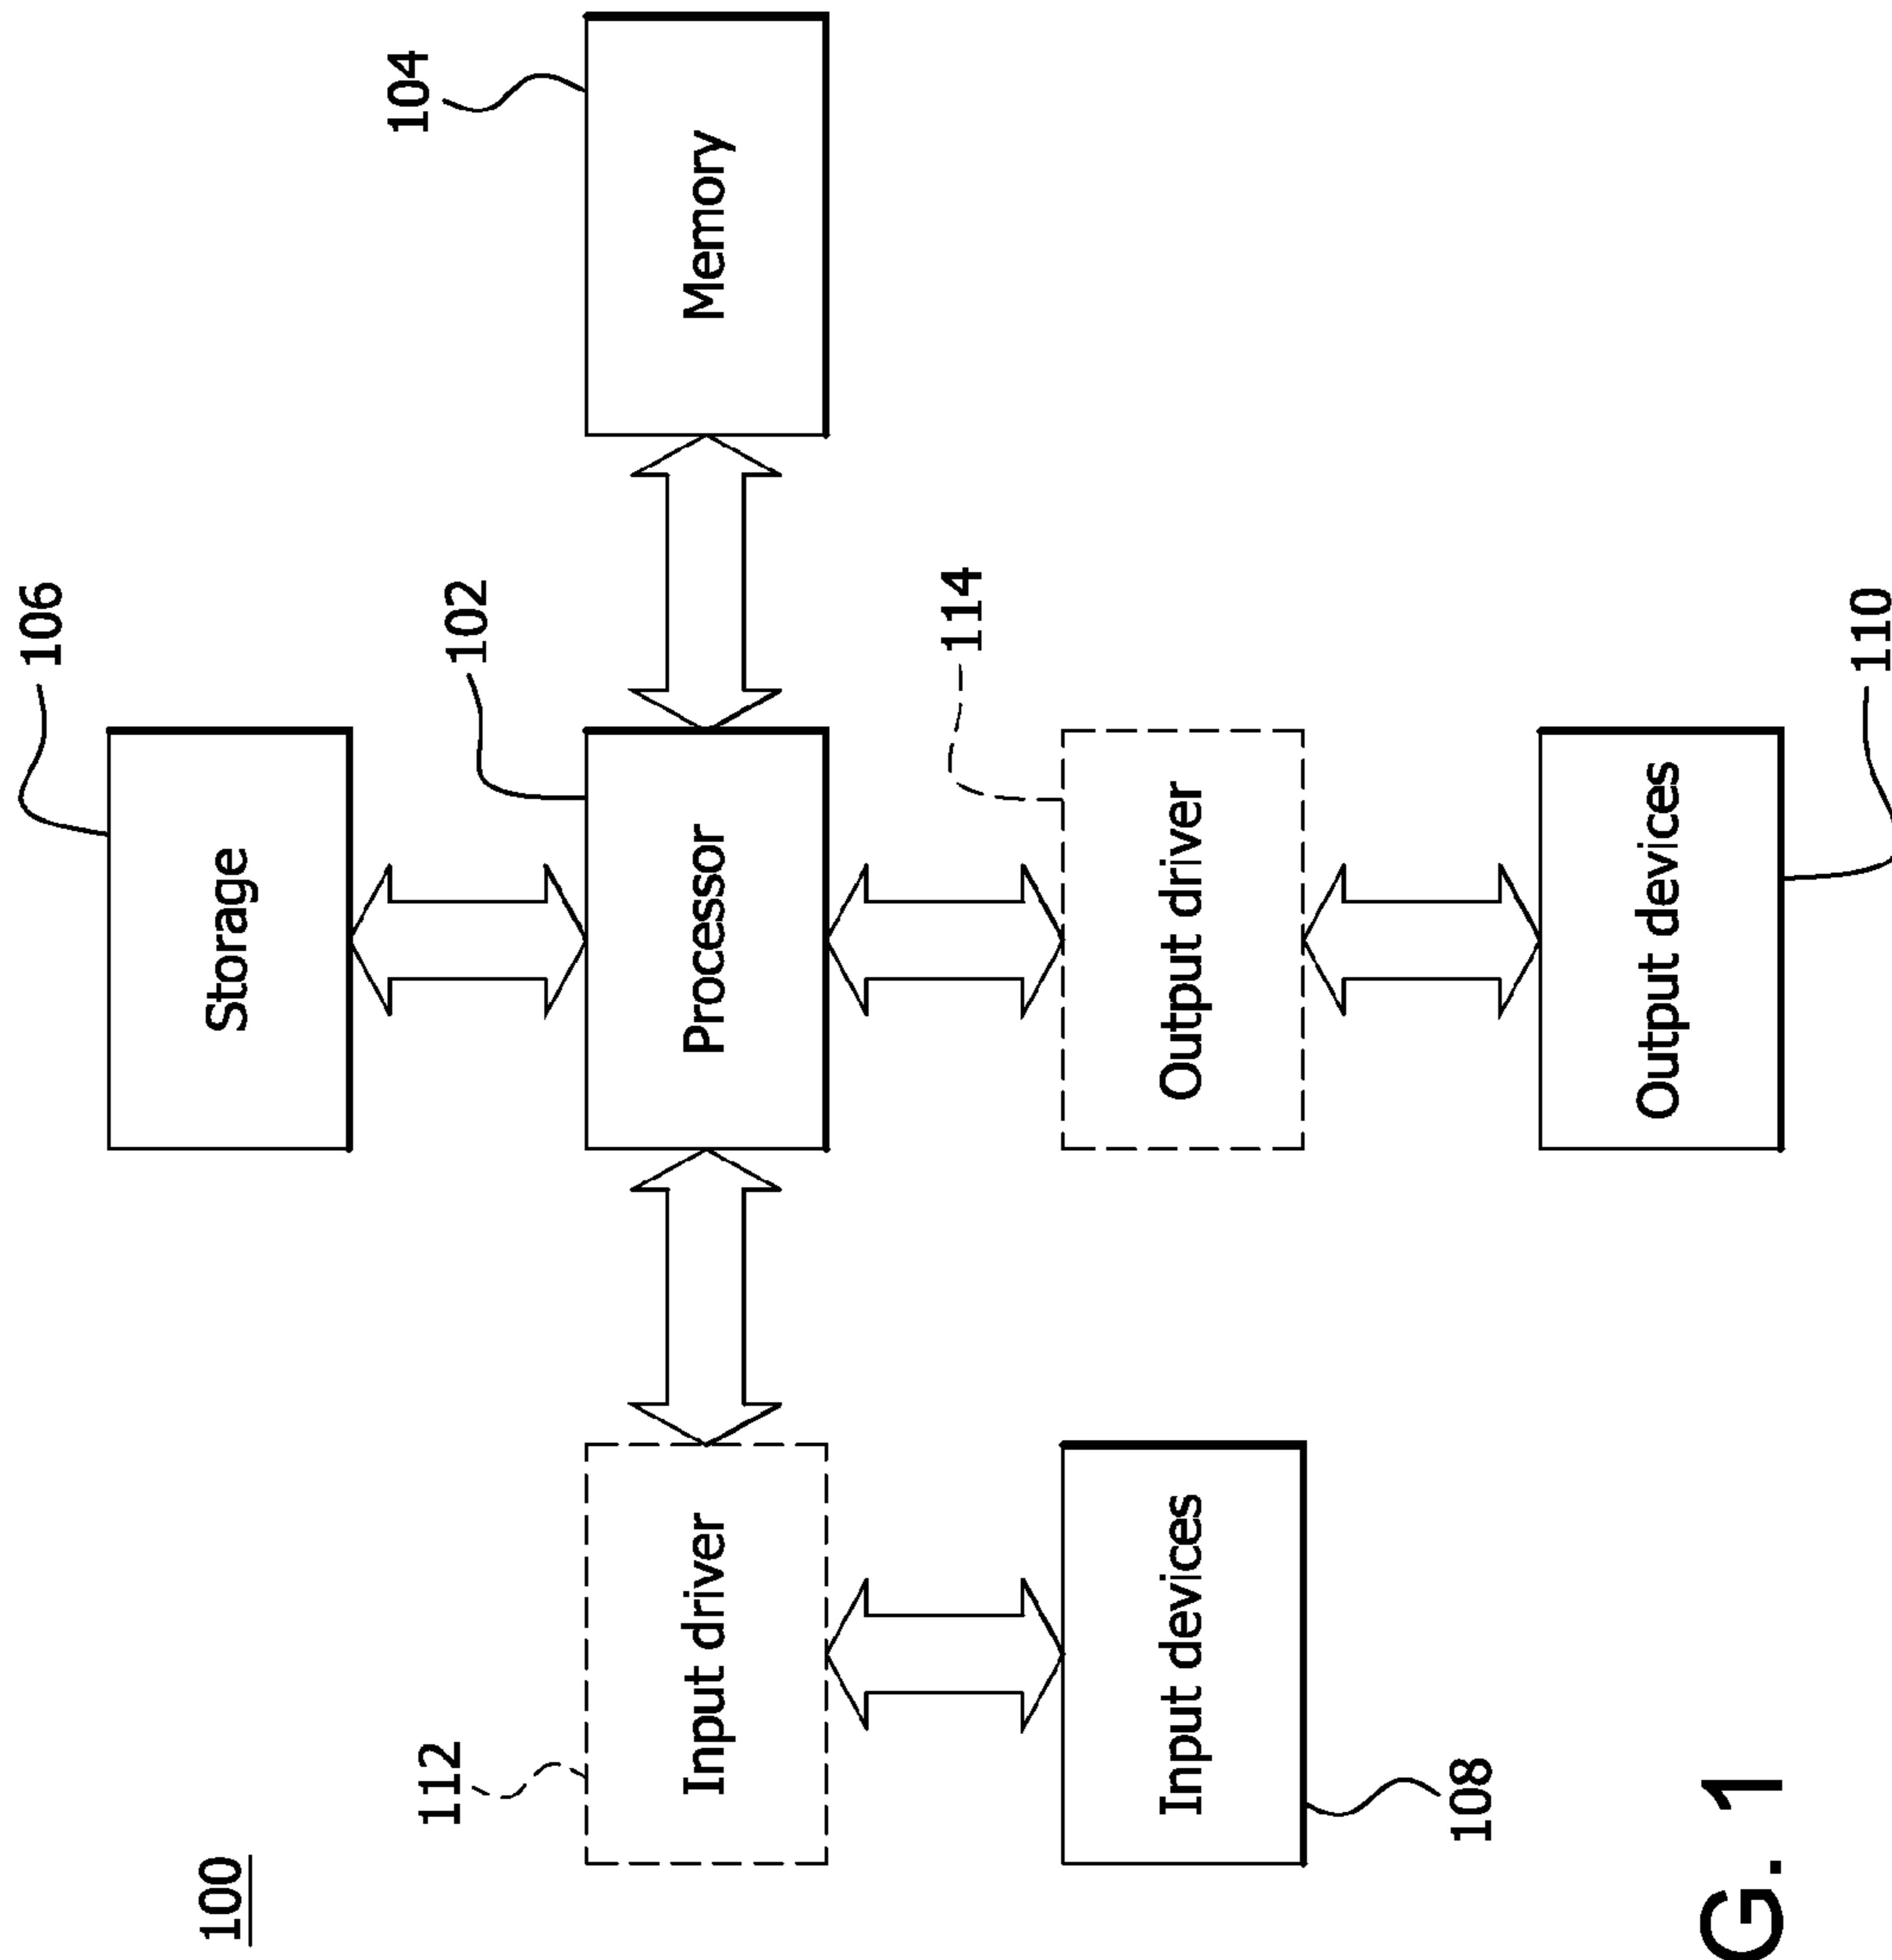 106
100
Storage
104
112
102
Input driver
Processor
Memory
114
Input devices
Output driver
108
Output devices
G. 1
110